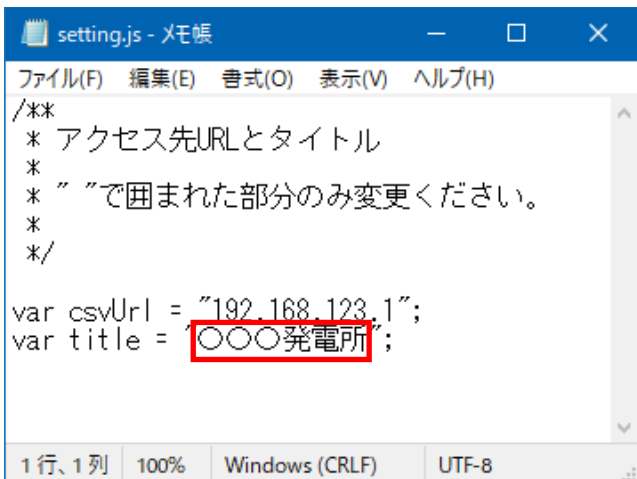 setting.js - メモ帳
ファイル(F) 編集(E) 書式(O) 表示(V) ヘルプ(H)
/**
* アクセス先URLとタイトル
*
* " "で囲まれた部分のみ変更ください。
*
*/
var csvUrl = "192.168.123.1";
var title = "○○○発電所";
1行、1列 100% Windows (CRLF) UTF-8